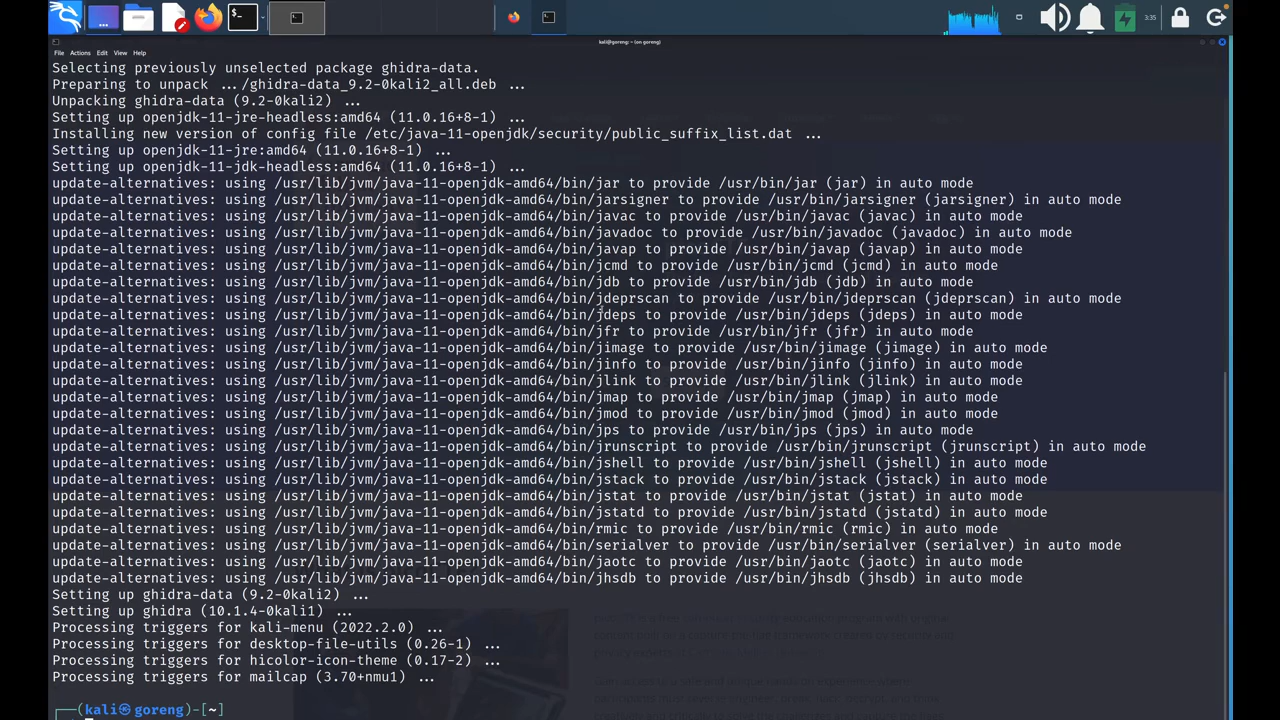 3:35
kali@goreng: ~ (on goreng)
File Actions Edit View Help
Selecting previously unselected package ghidra-data.
Preparing to unpack .../ghidra-data_9.2-0kali2_all.deb ...
Unpacking ghidra-data (9.2-0kali2) ...
Setting up openjdk-11-jre-headless:amd64 (11.0.16+8-1) ...
Installing new version of config file /etc/java-11-openjdk/security/public_suffix_list.dat ...
Setting up openjdk-11-jre:amd64 (11.0.16+8-1) ...
Setting up openjdk-11-jdk-headless:amd64 (11.0.16+8-1) ...
update-alternatives: using /usr/lib/jvm/java-11-openjdk-amd64/bin/jar to provide /usr/bin/jar (jar) in auto mode
update-alternatives: using /usr/lib/jvm/java-11-openjdk-amd64/bin/jarsigner to provide /usr/bin/jarsigner (jarsigner) in auto mode
update-alternatives: using /usr/lib/jvm/java-11-openjdk-amd64/bin/javac to provide /usr/bin/javac (javac) in auto mode
update-alternatives: using /usr/lib/jvm/java-11-openjdk-amd64/bin/javadoc to provide /usr/bin/javadoc (javadoc) in auto mode
update-alternatives: using /usr/lib/jvm/java-11-openjdk-amd64/bin/javap to provide /usr/bin/javap (javap) in auto mode
update-alternatives: using /usr/lib/jvm/java-11-openjdk-amd64/bin/jcmd to provide /usr/bin/jcmd (jcmd) in auto mode
update-alternatives: using /usr/lib/jvm/java-11-openjdk-amd64/bin/jdb to provide /usr/bin/jdb (jdb) in auto mode
update-alternatives: using /usr/lib/jvm/java-11-openjdk-amd64/bin/jdeprscan to provide /usr/bin/jdeprscan (jdeprscan) in auto mode
update-alternatives: using /usr/lib/jvm/java-11-openjdk-amd64/bin/jdeps to provide /usr/bin/jdeps (jdeps) in auto mode
update-alternatives: using /usr/lib/jvm/java-11-openjdk-amd64/bin/jfr to provide /usr/bin/jfr (jfr) in auto mode
update-alternatives: using /usr/lib/jvm/java-11-openjdk-amd64/bin/jimage to provide /usr/bin/jimage (jimage) in auto mode
update-alternatives: using /usr/lib/jvm/java-11-openjdk-amd64/bin/jinfo to provide /usr/bin/jinfo (jinfo) in auto mode
update-alternatives: using /usr/lib/jvm/java-11-openjdk-amd64/bin/jlink to provide /usr/bin/jlink (jlink) in auto mode
update-alternatives: using /usr/lib/jvm/java-11-openjdk-amd64/bin/jmap to provide /usr/bin/jmap (jmap) in auto mode
update-alternatives: using /usr/lib/jvm/java-11-openjdk-amd64/bin/jmod to provide /usr/bin/jmod (jmod) in auto mode
update-alternatives: using /usr/lib/jvm/java-11-openjdk-amd64/bin/jps to provide /usr/bin/jps (jps) in auto mode
update-alternatives: using /usr/lib/jvm/java-11-openjdk-amd64/bin/jrunscript to provide /usr/bin/jrunscript (jrunscript) in auto mode
update-alternatives: using /usr/lib/jvm/java-11-openjdk-amd64/bin/jshell to provide /usr/bin/jshell (jshell) in auto mode
update-alternatives: using /usr/lib/jvm/java-11-openjdk-amd64/bin/jstack to provide /usr/bin/jstack (jstack) in auto mode
update-alternatives: using /usr/lib/jvm/java-11-openjdk-amd64/bin/jstat to provide /usr/bin/jstat (jstat) in auto mode
update-alternatives: using /usr/lib/jvm/java-11-openjdk-amd64/bin/jstatd to provide /usr/bin/jstatd (jstatd) in auto mode
update-alternatives: using /usr/lib/jvm/java-11-openjdk-amd64/bin/rmic to provide /usr/bin/rmic (rmic) in auto mode
update-alternatives: using /usr/lib/jvm/java-11-openjdk-amd64/bin/serialver to provide /usr/bin/serialver (serialver) in auto mode
update-alternatives: using /usr/lib/jvm/java-11-openjdk-amd64/bin/jaotc to provide /usr/bin/jaotc (jaotc) in auto mode
update-alternatives: using /usr/lib/jvm/java-11-openjdk-amd64/bin/jhsdb to provide /usr/bin/jhsdb (jhsdb) in auto mode
Setting up ghidra-data (9.2-0kali2) ...
Setting up ghidra (10.1.4-0kali1) ...
Processing triggers for kali-menu (2022.2.0) ...
Processing triggers for desktop-file-utils (0.26-1) ...
Processing triggers for hicolor-icon-theme (0.17-2) ...
Processing triggers for mailcap (3.70+nmu1) ...
┌──(kali㉿goreng)-[~]